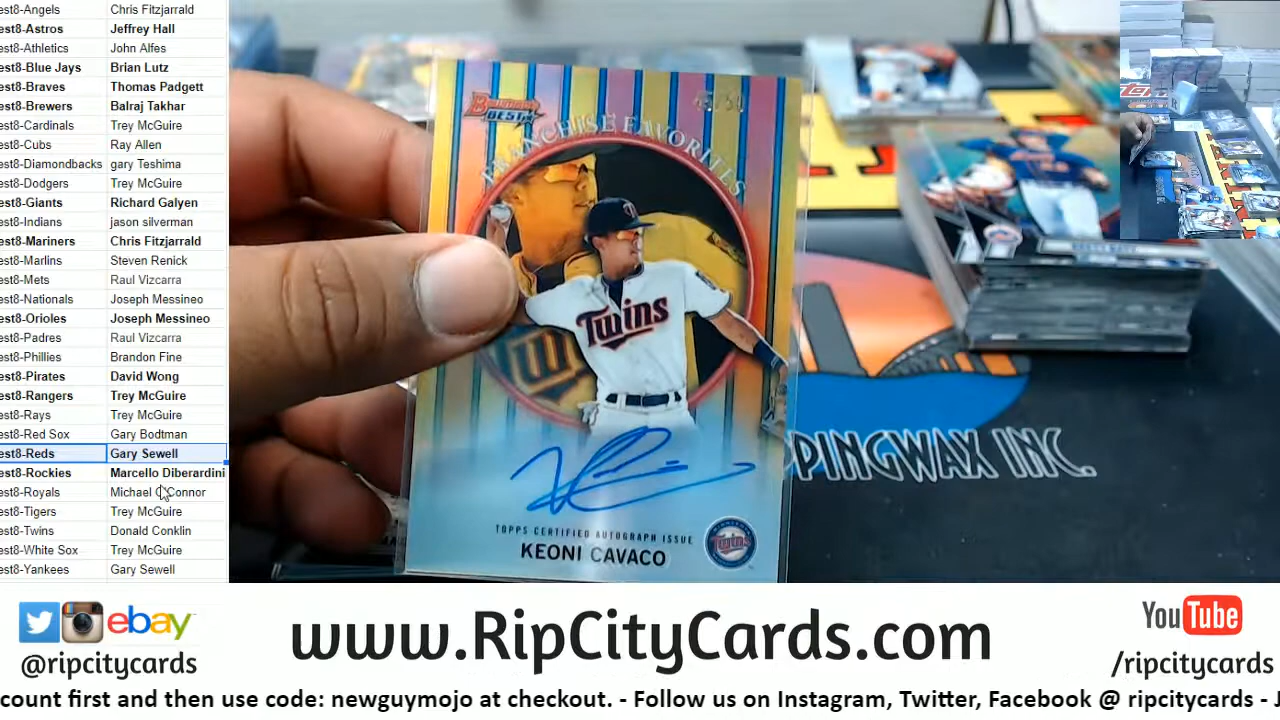 est8-Angels Chris Fitzjarrald
est8-Astros Jeffrey Hall
est8-Athletics John Alfes
est8-Blue Jays Brian Lutz
est8-Braves Thomas Padgett
est8-Brewers Balraj Takhar
est8-Cardinals Trey McGuire
est8-Cubs Ray Allen
est8-Diamondbacks gary Teshima
est8-Dodgers Trey McGuire
est8-Giants Richard Galyen
est8-Indians jason silverman
est8-Mariners Chris Fitzjarrald
est8-Marlins Steven Renick
est8-Mets Raul Vizcarra
est8-Nationals Joseph Messineo
est8-Orioles Joseph Messineo
est8-Padres Raul Vizcarra
est8-Phillies Brandon Fine
est8-Pirates David Wong
est8-Rangers Trey McGuire
est8-Rays Trey McGuire
est8-Red Sox Gary Bodtman
est8-Reds Gary Sewell
est8-Rockies Marcello Diberardini
est8-Royals Michael O'Connor
est8-Tigers Trey McGuire
est8-Twins Donald Conklin
est8-White Sox Trey McGuire
est8-Yankees Gary Sewell
BOWMAN'S
BEST
FRANCHISE FAVORITES
Twins
TOPPS CERTIFIED AUTOGRAPH ISSUE
KEONI CAVACO
Twins
PPINGWAX INC.
ebay
@ripcitycards
www.RipCityCards.com
YouTube
/ripcitycards
count first and then use code: newguymojo at checkout. - Follow us on Instagram, Twitter, Facebook @ ripcitycards - J